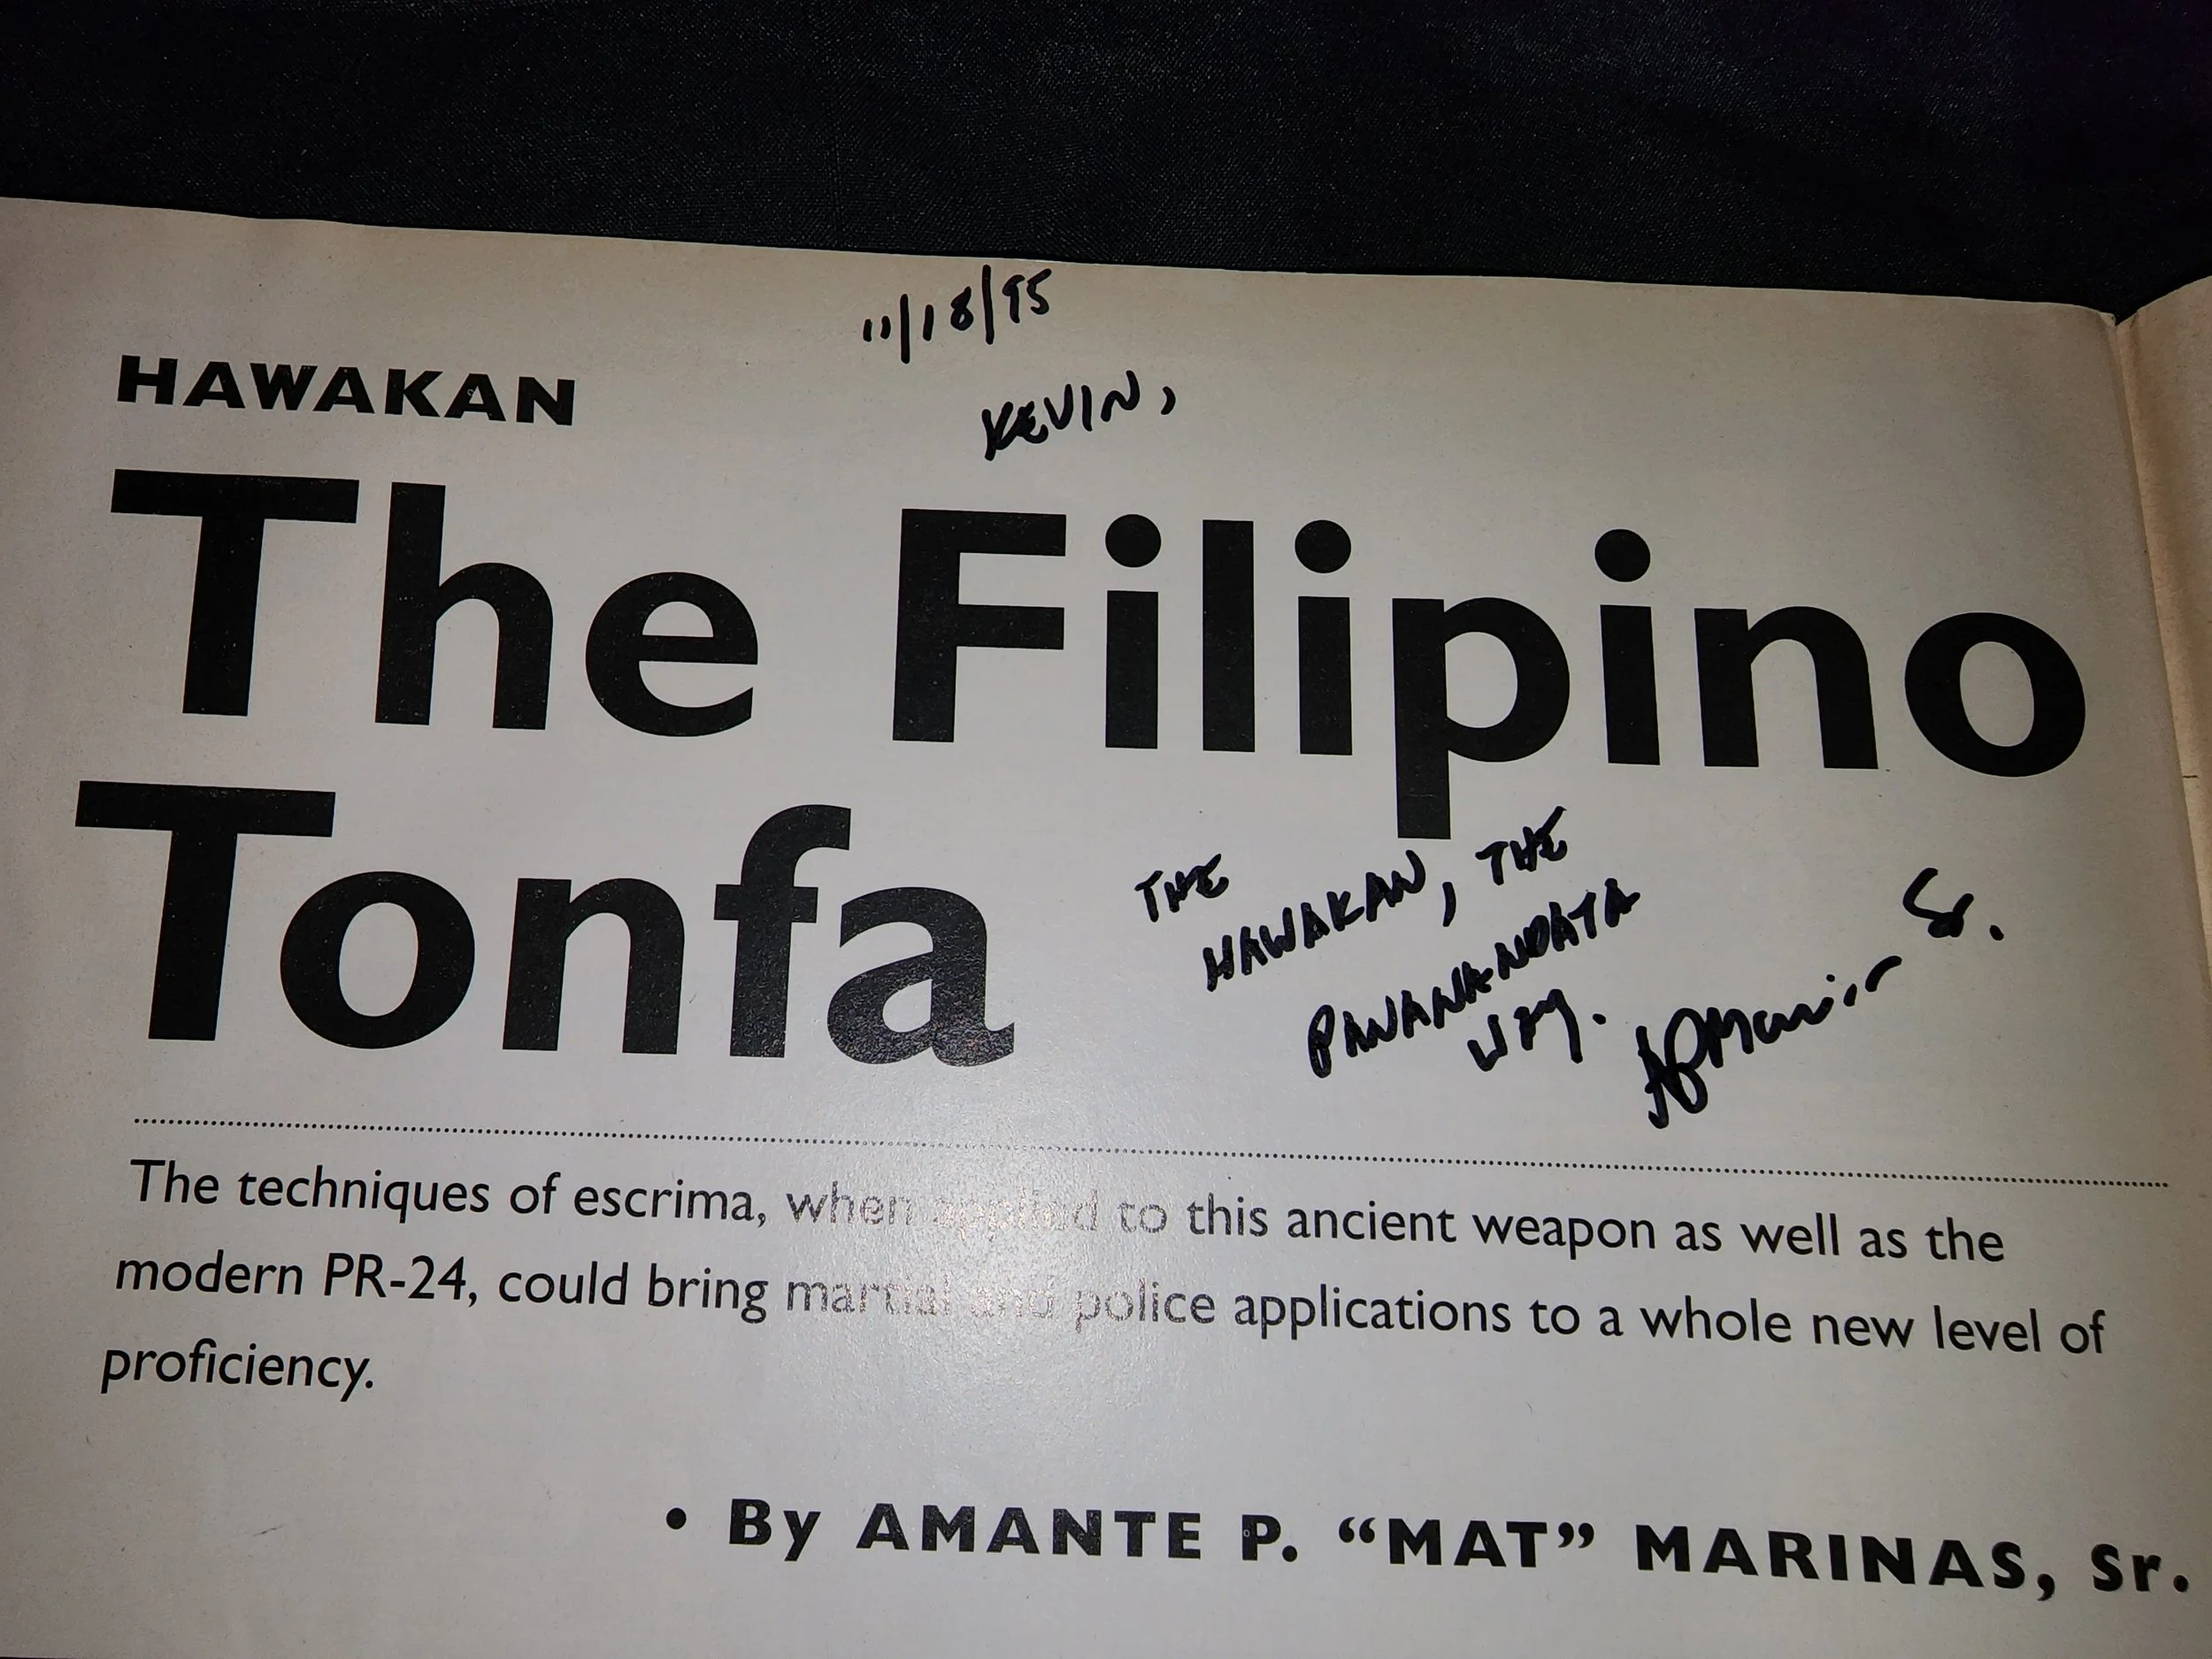 11/18/95
KEVIN,
HAWAKAN
The Filipino
Tonfa
THE
HAWAKAN, THE
PANANANDATA
WAY.
APMarinas Sr.
The techniques of escrima, when applied to this ancient weapon as well as the
modern PR-24, could bring martial and police applications to a whole new level of
proficiency.
• By AMANTE P. “MAT” MARINAS, Sr.